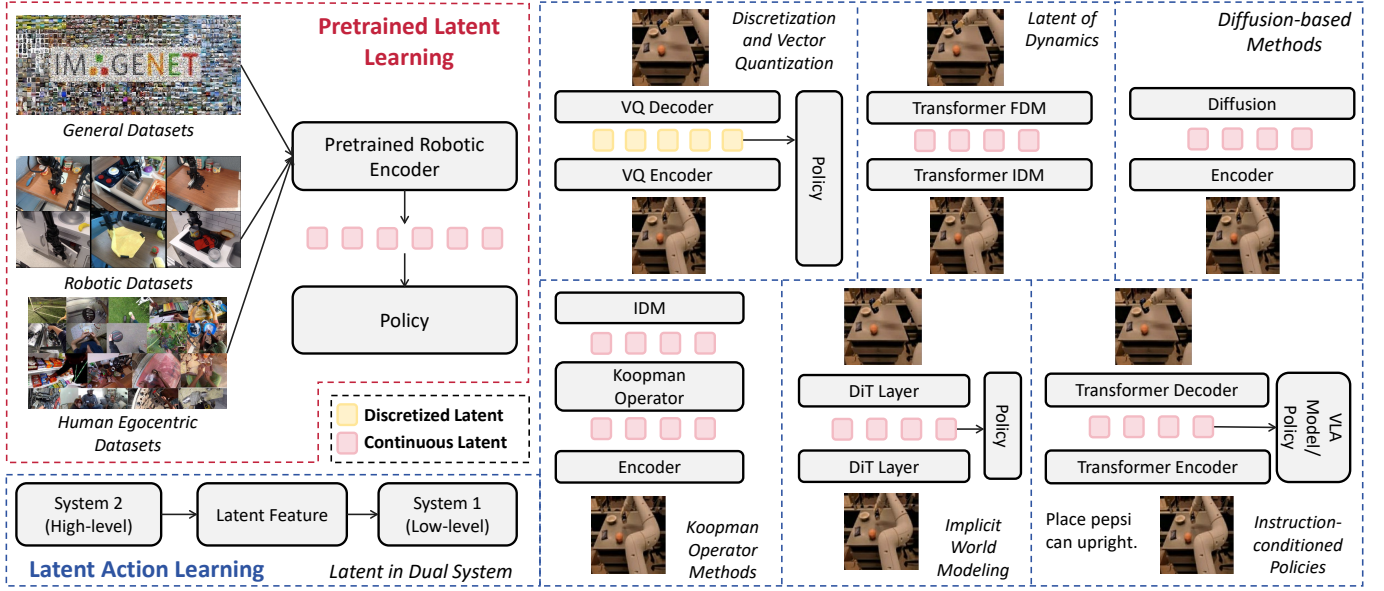 Pretrained Latent
Learning
IMAGENET
General Datasets
Robotic Datasets
Human Egocentric
Datasets
Pretrained Robotic
Encoder
Policy
Discretized Latent
Continuous Latent
System 2
(High-level)
Latent Feature
System 1
(Low-level)
Latent Action Learning
Latent in Dual System
Discretization
and Vector
Quantization
VQ Decoder
VQ Encoder
Policy
Latent of
Dynamics
Transformer FDM
Transformer IDM
Diffusion-based
Methods
Diffusion
Encoder
IDM
Koopman
Operator
Encoder
Koopman
Operator
Methods
DiT Layer
DiT Layer
Policy
Implicit
World
Modeling
Transformer Decoder
Transformer Encoder
VLA
Model/
Policy
Place pepsi
can upright.
Instruction-
conditioned
Policies